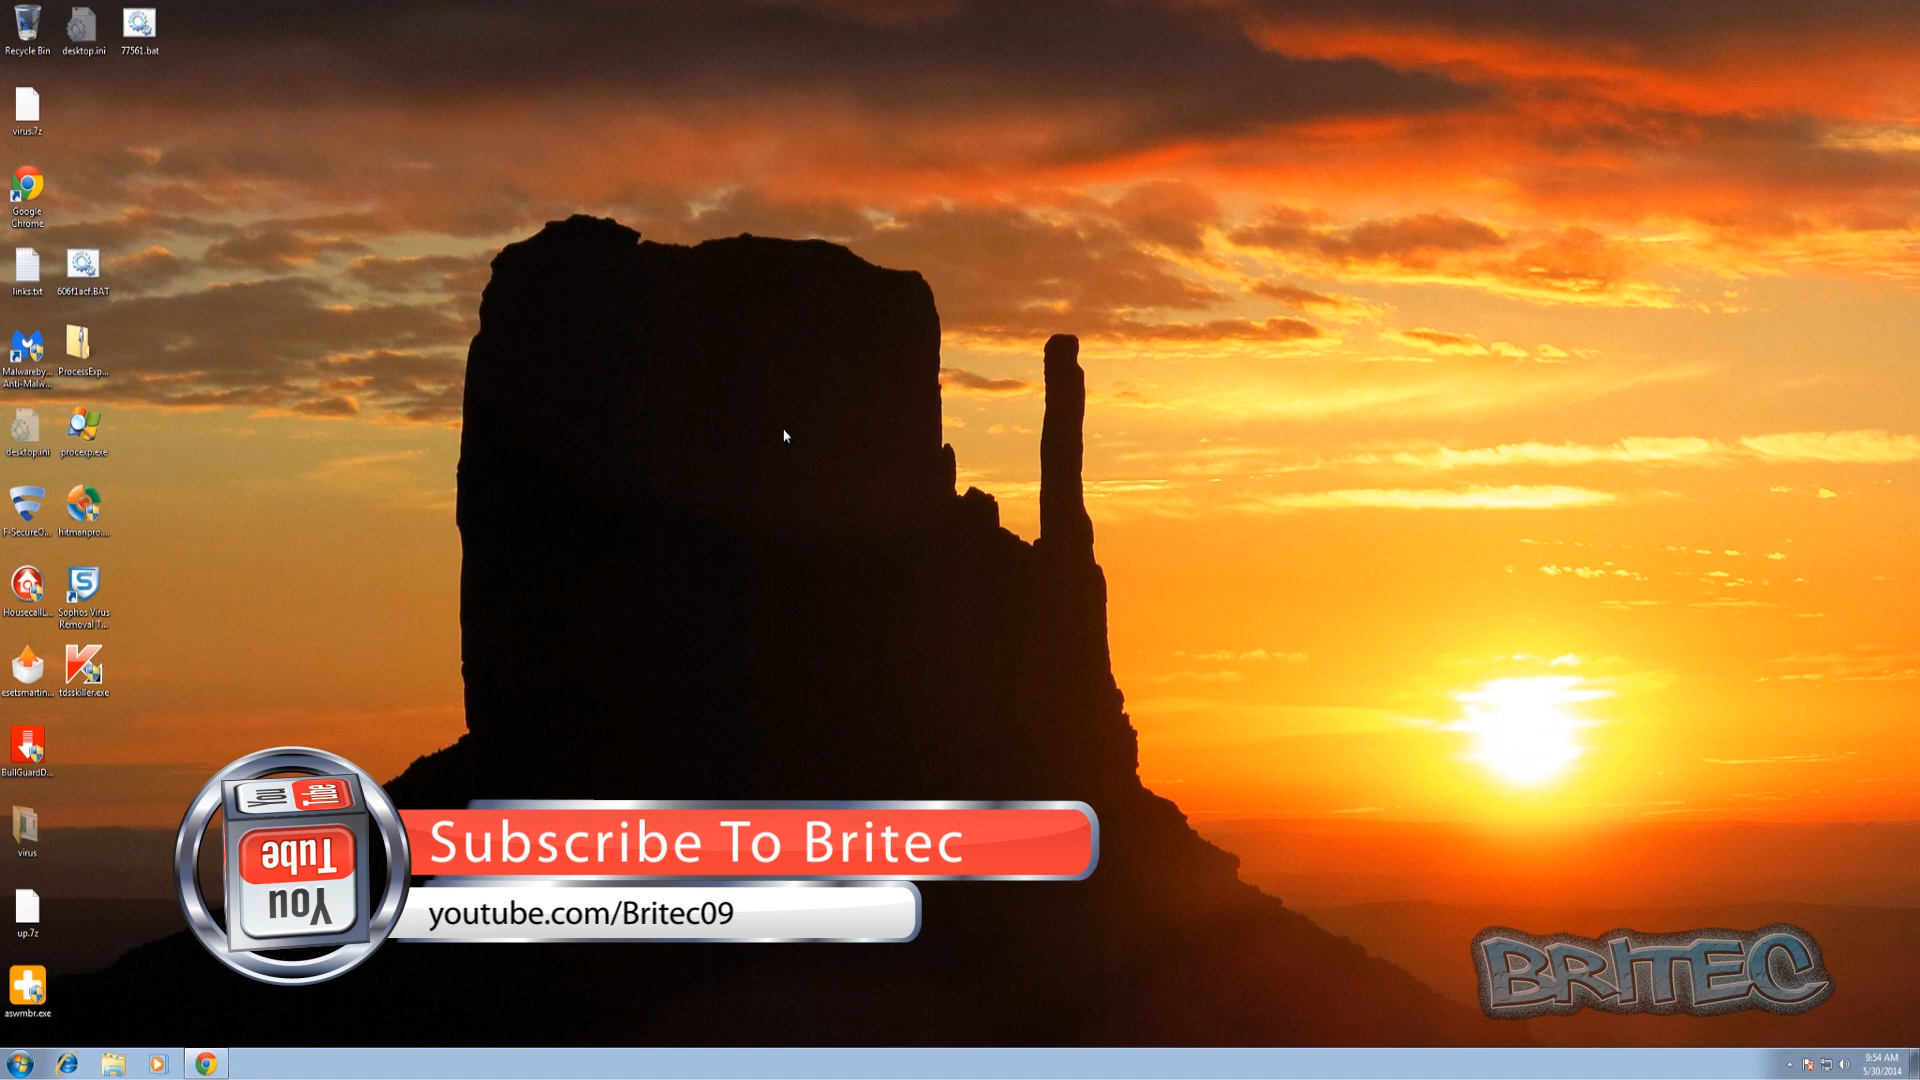 Recycle Bin
desktop.ini
77561.bat
virus.7z
Google
Chrome
links.txt
606f1acf.BAT
Malwareby...
Anti-Malw...
ProcessExp...
desktop.ini
procexp.exe
F-SecureO...
hitmanpro....
HousecallL...
Sophos Virus
Removal T...
esetsmartin...
tdsskiller.exe
BullGuardD...
virus
up.7z
aswmbr.exe
You Tube
You
Tube
Subscribe To Britec
youtube.com/Britec09
BRITEC
9:54 AM
5/30/2014